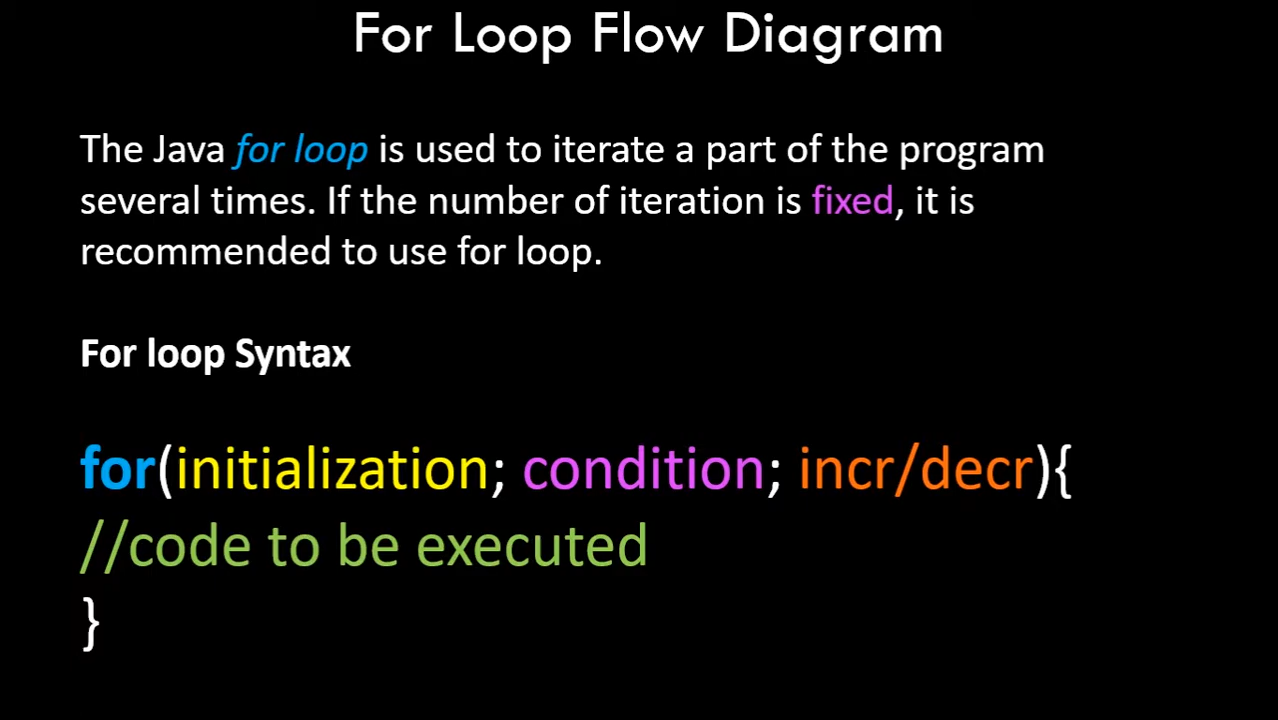 For Loop Flow Diagram
The Java for loop is used to iterate a part of the program
several times. If the number of iteration is fixed, it is
recommended to use for loop.
For loop Syntax
for(initialization; condition; incr/decr){
//code to be executed
}